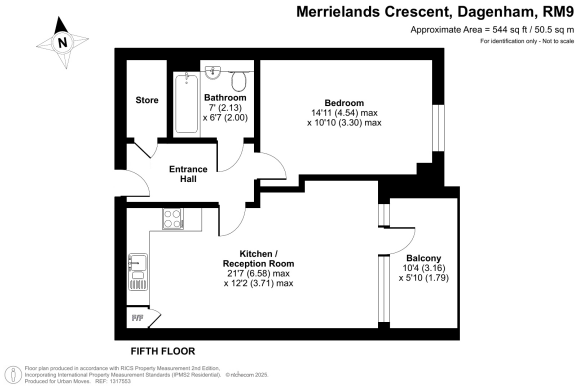 Merrielands Crescent, Dagenham, RM9
Approximate Area = 544 sq ft / 50.5 sq m
For identification only - Not to scale
N
Store
Bathroom
7' (2.13)
x 6'7 (2.00)
Bedroom
14'11 (4.54) max
x 10'10 (3.30) max
Entrance
Hall
Kitchen /
Reception Room
21'7 (6.58) max
x 12'2 (3.71) max
Balcony
10'4 (3.16)
x 5'10 (1.79)
FIFTH FLOOR
Floor plan produced in accordance with RICS Property Measurement 2nd Edition,
Incorporating International Property Measurement Standards (IPMS2 Residential). © nichecom 2025.
Produced for Urban Moves. REF: 1317553